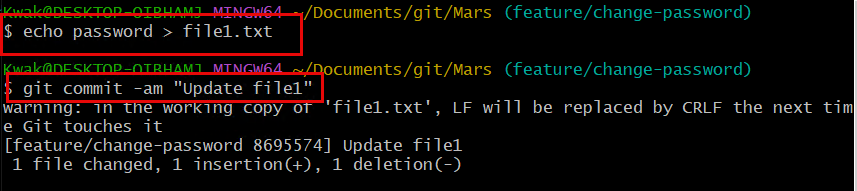 Kwak@DESKTOP-OIBHAMJ MINGW64 ~/Documents/git/Mars (feature/change-password)
$ echo password > file1.txt
Kwak@DESKTOP-OIBHAMJ MINGW64 ~/Documents/git/Mars (feature/change-password)
$ git commit -am "Update file1"
warning: in the working copy of 'file1.txt', LF will be replaced by CRLF the next tim
e Git touches it
[feature/change-password 8695574] Update file1
1 file changed, 1 insertion(+), 1 deletion(-)